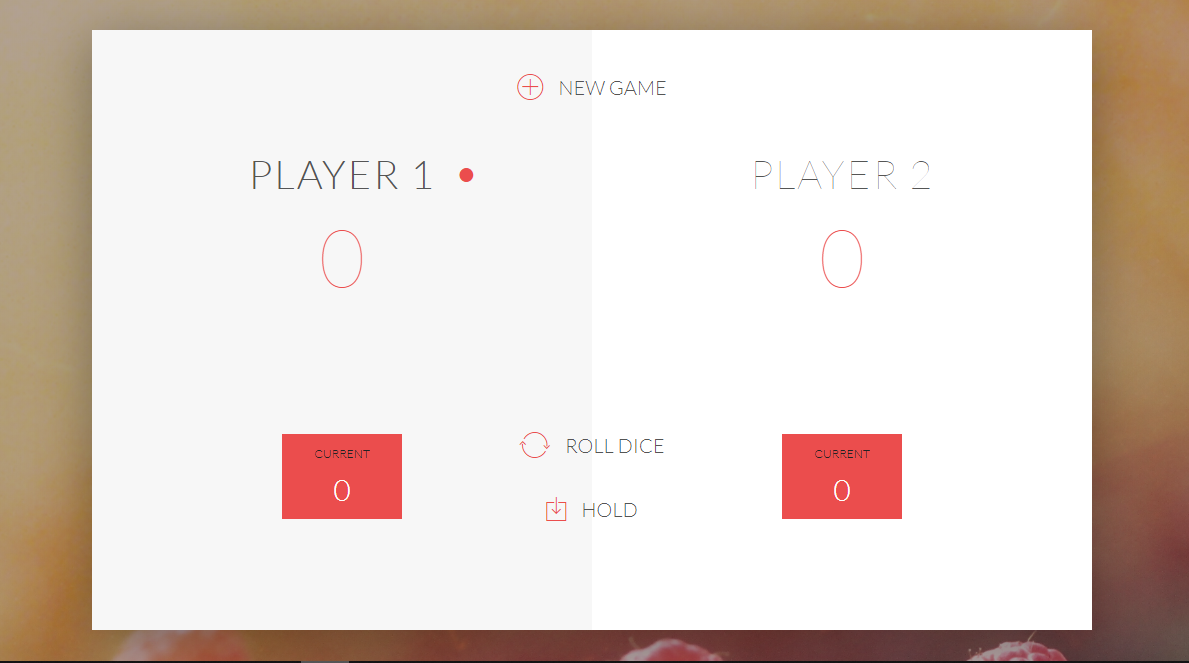 NEW GAME
PLAYER 1
PLAYER 2
0
0
CURRENT
0
ROLL DICE
HOLD
CURRENT
0